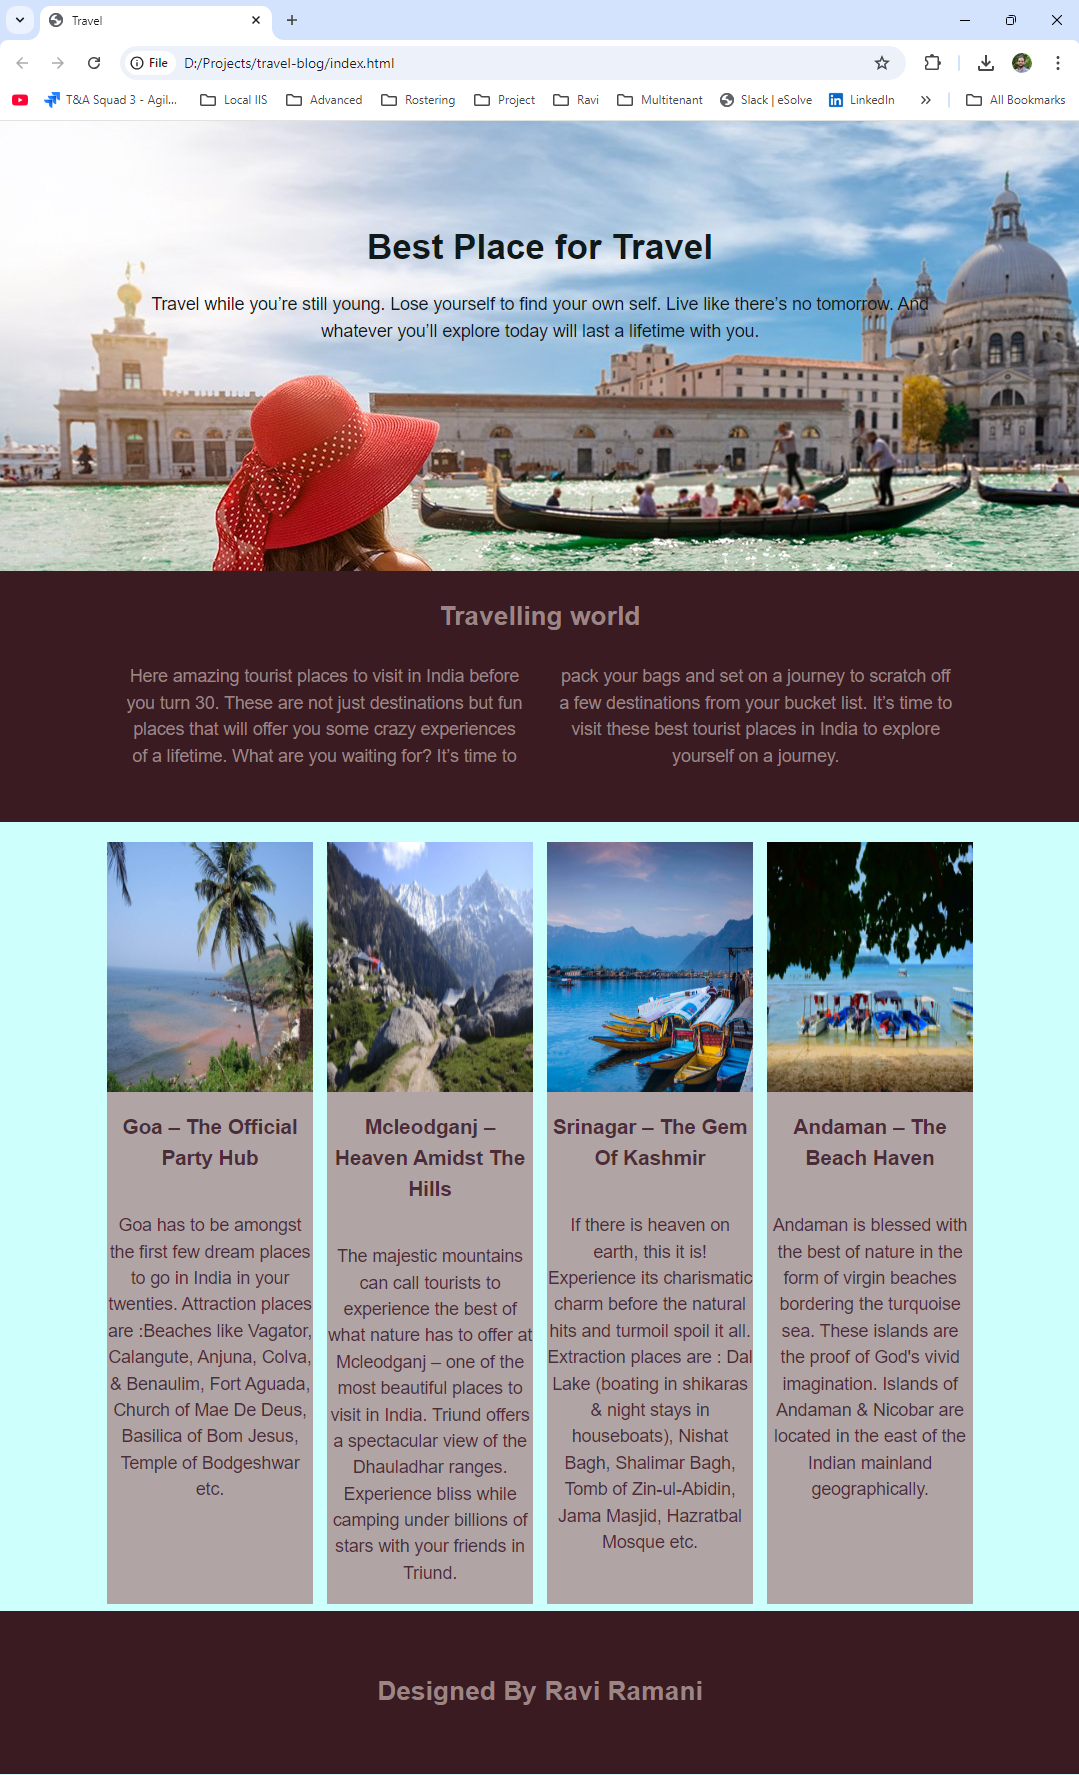 Travel
File
D:/Projects/travel-blog/index.html
T&A Squad 3 - Agil...
Local IIS
Advanced
Rostering
Project
Ravi
Multitenant
Slack | eSolve
LinkedIn
All Bookmarks
Best Place for Travel
Travel while you’re still young. Lose yourself to find your own self. Live like there’s no tomorrow. And
whatever you’ll explore today will last a lifetime with you.
Travelling world
Here amazing tourist places to visit in India before
you turn 30. These are not just destinations but fun
places that will offer you some crazy experiences
of a lifetime. What are you waiting for? It’s time to
pack your bags and set on a journey to scratch off
a few destinations from your bucket list. It’s time to
visit these best tourist places in India to explore
yourself on a journey.
Goa – The Official
Party Hub
Goa has to be amongst
the first few dream places
to go in India in your
twenties. Attraction places
are :Beaches like Vagator,
Calangute, Anjuna, Colva,
& Benaulim, Fort Aguada,
Church of Mae De Deus,
Basilica of Bom Jesus,
Temple of Bodgeshwar
etc.
Mcleodganj –
Heaven Amidst The
Hills
The majestic mountains
can call tourists to
experience the best of
what nature has to offer at
Mcleodganj – one of the
most beautiful places to
visit in India. Triund offers
a spectacular view of the
Dhauladhar ranges.
Experience bliss while
camping under billions of
stars with your friends in
Triund.
Srinagar – The Gem
Of Kashmir
If there is heaven on
earth, this it is!
Experience its charismatic
charm before the natural
hits and turmoil spoil it all.
Extraction places are : Dal
Lake (boating in shikaras
& night stays in
houseboats), Nishat
Bagh, Shalimar Bagh,
Tomb of Zin-ul-Abidin,
Jama Masjid, Hazratbal
Mosque etc.
Andaman – The
Beach Haven
Andaman is blessed with
the best of nature in the
form of virgin beaches
bordering the turquoise
sea. These islands are
the proof of God's vivid
imagination. Islands of
Andaman & Nicobar are
located in the east of the
Indian mainland
geographically.
Designed By Ravi Ramani